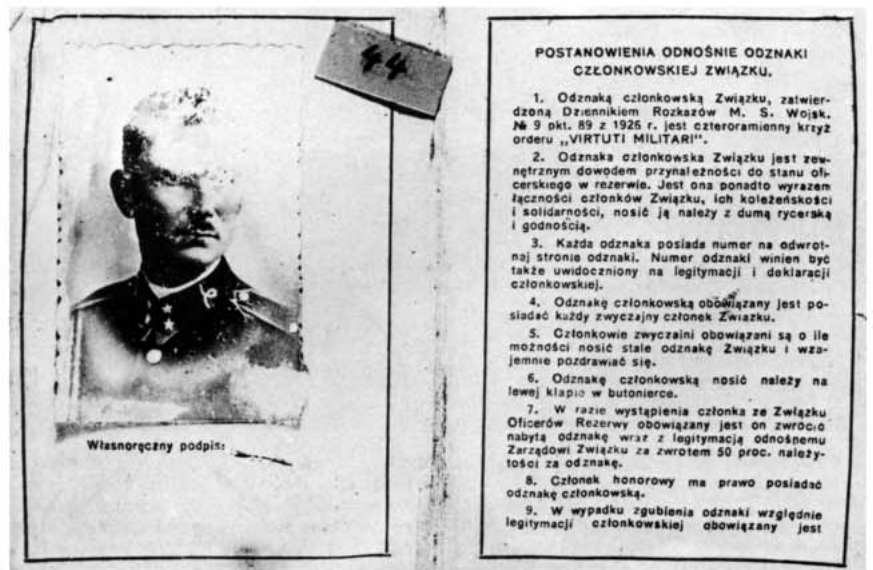 44
Własnoręczny podpis:
POSTANOWIENIA ODNOŚNIE ODZNAKI
CZŁONKOWSKIEJ ZWIĄZKU.
1. Odznaką członkowską Związku, zatwier-
dzoną Dziennikiem Rozkazów M. S. Wojsk.
№ 9 pkt. 89 z 1926 r. jest czteroramienny krzyż
orderu „VIRTUTI MILITARI".
2. Odznaka członkowska Związku jest zew-
nętrznym dowodem przynależności do stanu ofi-
cerskiego w rezerwie. Jest ona ponadto wyrazem
łączności członków Związku, ich koleżeńskości
i solidarności, nosić ją należy z dumą rycerską
i godnością.
3. Każda odznaka posiada numer na odwrot-
naj stronie odznaki. Numer odznaki winien być
także uwidoczniony na legitymacji i deklaracji
członkowskiej.
4. Odznakę członkowską obowiązany jest po-
siadać każdy zwyczajny członek Związku.
5. Członkowie zwyczaini obowiązani są o ile
możności nosić stale odznakę Związku i wza-
jemnie pozdrawiać się.
6. Odznakę członkowską nosić należy na
lewej klapie w butonierce.
7. W razie wystąpienia członka ze Związku
Oficerów Rezerwy obowiązany jest on zwrócić
nabytą odznakę wraz z legitymacją odnośnemu
Zarządowi Związku za zwrotem 50 proc. należy-
tości za odznakę.
8. Członek honorowy ma prawo posiadać
odznakę członkowską.
9. W wypadku zgubienia odznaki względnie
legitymacji członkowskiej obowiązany jest